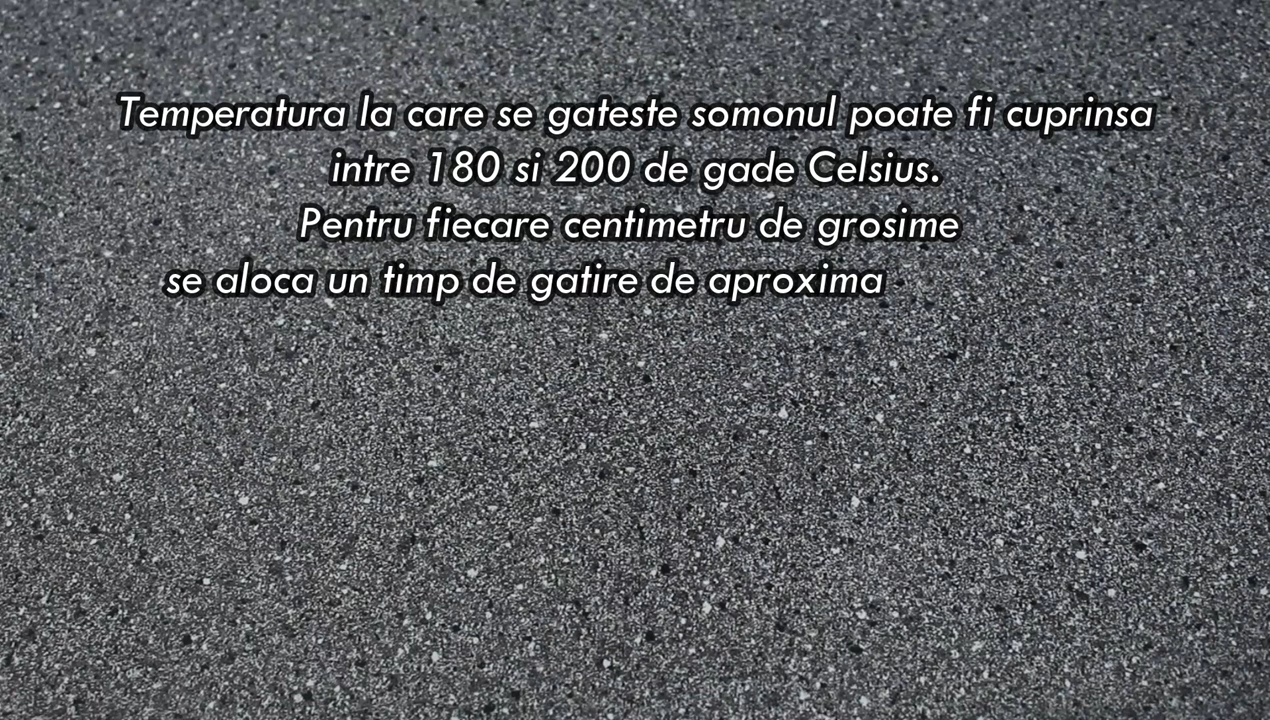 Temperatura la care se gateste somonul poate fi cuprinsa
intre 180 si 200 de gade Celsius.
Pentru fiecare centimetru de grosime
se aloca un timp de gatire de aproxima